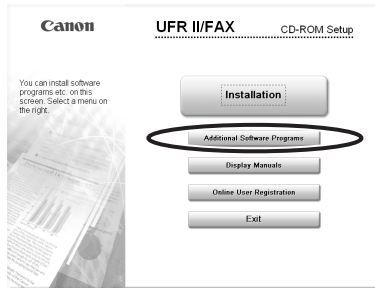 Canon
UFR II/FAX
CD-ROM Setup
You can install software
programs etc. on this
screen. Select a menu on
the right.
Installation
Additional Software Programs
Display Manuals
Online User Registration
Exit